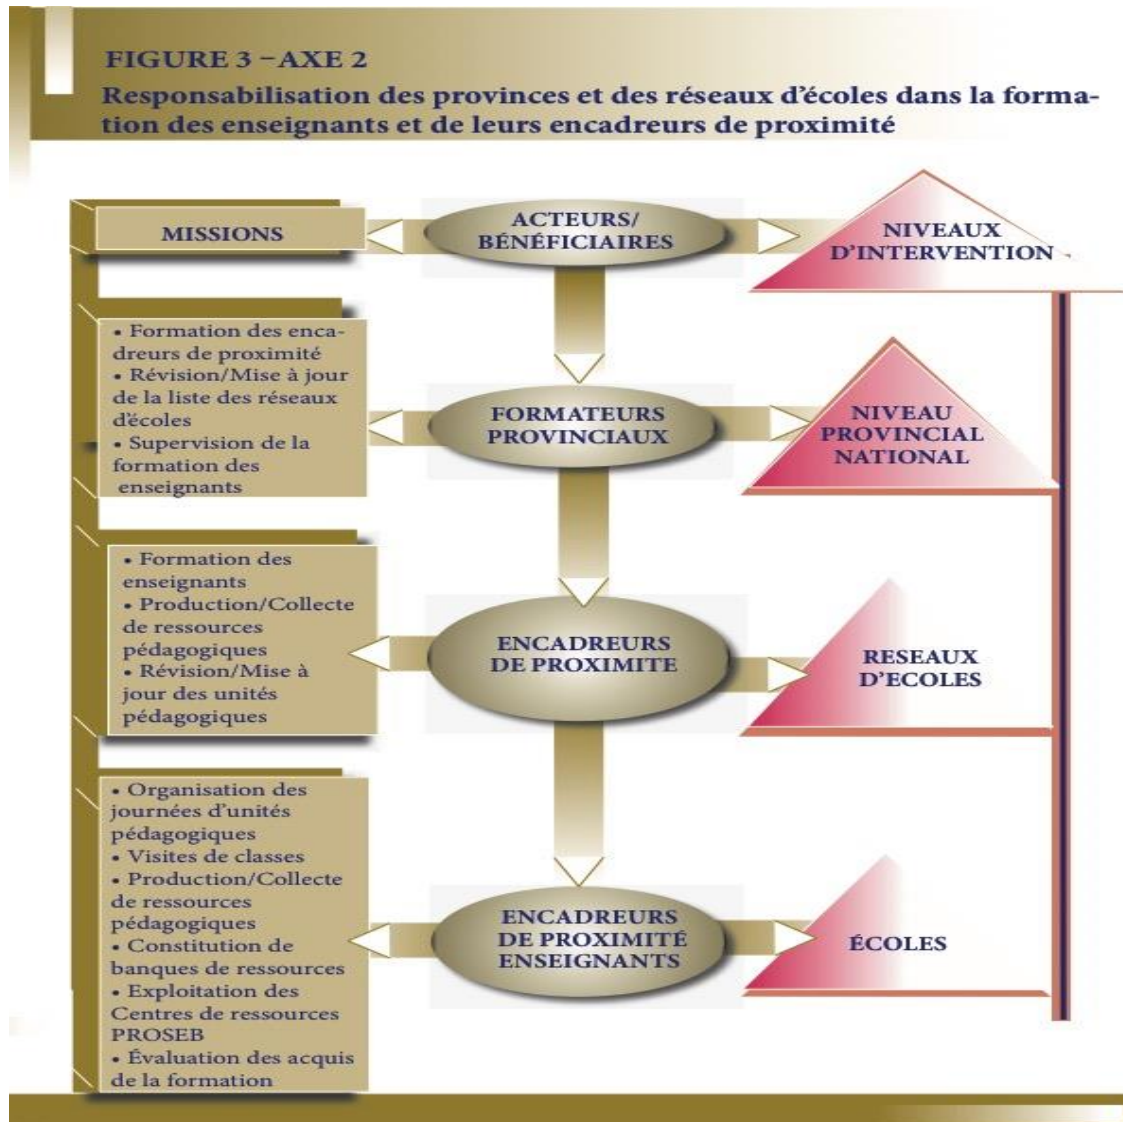 FIGURE 3 – AXE 2
Responsabilisation des provinces et des réseaux d'écoles dans la forma-
tion des enseignants et de leurs encadreurs de proximité
MISSIONS
ACTEURS/
BÉNÉFICIAIRES
NIVEAUX
D'INTERVENTION
• Formation des enca-
dreurs de proximité
• Révision/Mise à jour
de la liste des réseaux
d'écoles
• Supervision de la
formation des
enseignants
FORMATEURS
PROVINCIAUX
NIVEAU
PROVINCIAL
NATIONAL
• Formation des
enseignants
• Production/Collecte
de ressources
pédagogiques
• Révision/Mise à
jour des unités
pédagogiques
ENCADREURS
DE PROXIMITE
RESEAUX
D'ECOLES
• Organisation des
journées d'unités
pédagogiques
• Visites de classes
• Production/Collecte
de ressources
pédagogiques
• Constitution de
banques de ressources
• Exploitation des
Centres de ressources
PROSEB
• Évaluation des acquis
de la formation
ENCADREURS
DE PROXIMITÉ
ENSEIGNANTS
ÉCOLES